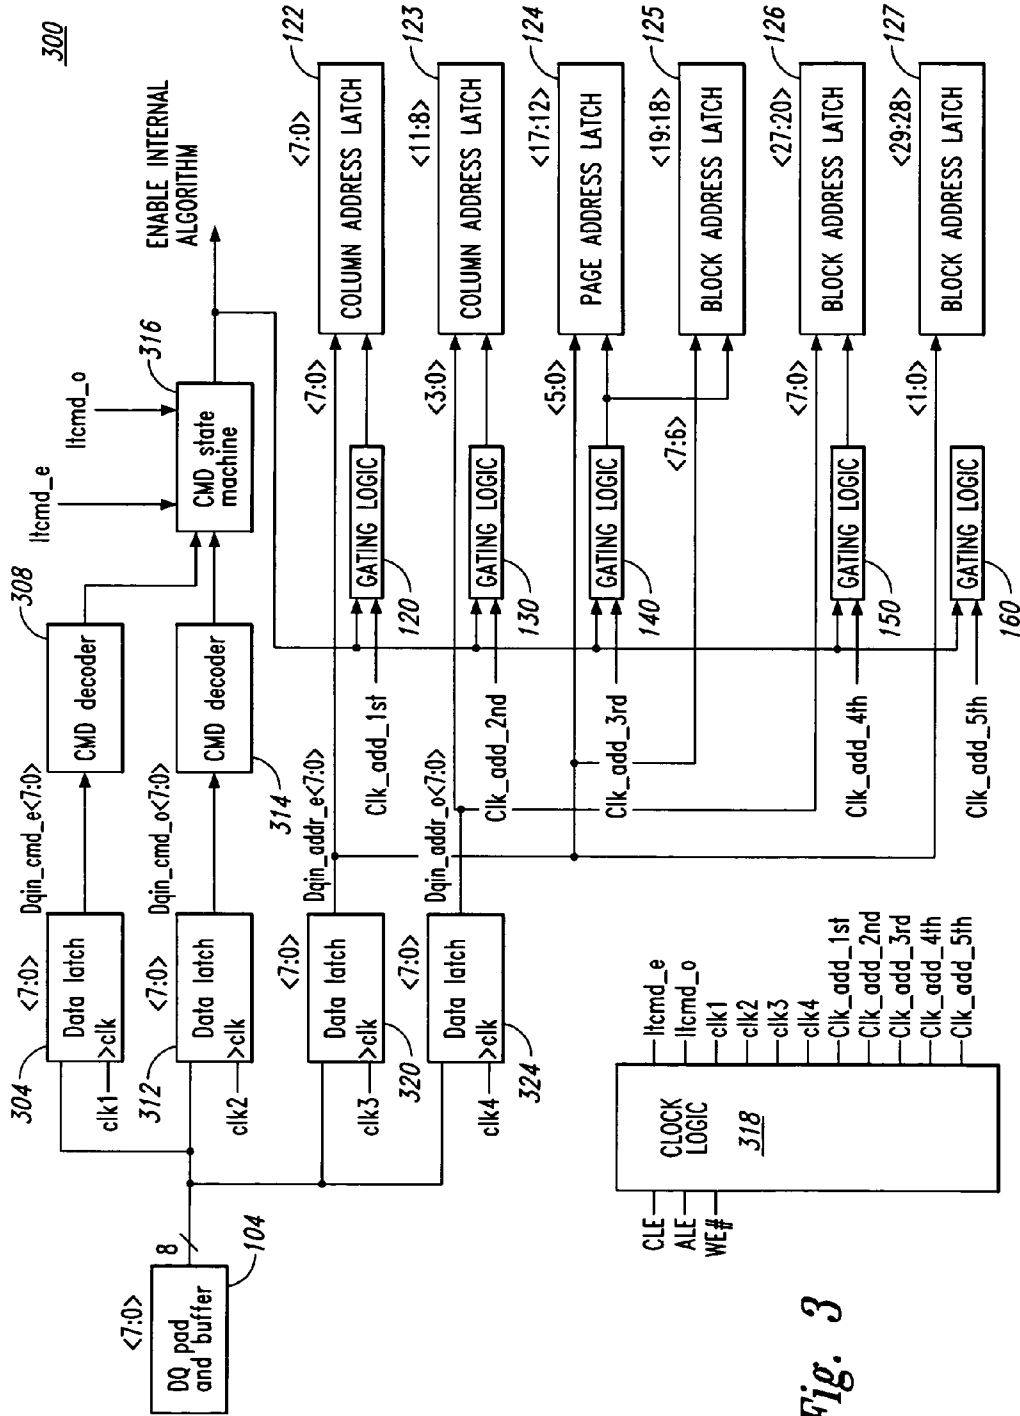 300
ENABLE INTERNAL
ALGORITHM
ltcmd_e
ltcmd_o
316
CMD state
machine
<7:0>
304
Data latch
>clk
clk1
Dqin_cmd_e<7:0>
308
CMD decoder
<7:0>
312
Data latch
>clk
clk2
Dqin_cmd_o<7:0>
CMD decoder
314
<7:0>
DQ pad
and buffer
8
104
<7:0>
Data latch
>clk
clk3
320
Dqin_addr_e<7:0>
<7:0>
Data latch
>clk
clk4
324
Dqin_addr_o<7:0>
<7:0>
GATING LOGIC
120
Clk_add_1st
<7:0>
COLUMN ADDRESS LATCH
122
<3:0>
GATING LOGIC
130
Clk_add_2nd
<11:8>
COLUMN ADDRESS LATCH
123
<5:0>
GATING LOGIC
140
Clk_add_3rd
<17:12>
PAGE ADDRESS LATCH
124
<7:6>
<19:18>
BLOCK ADDRESS LATCH
125
<7:0>
GATING LOGIC
150
Clk_add_4th
<27:20>
BLOCK ADDRESS LATCH
126
<1:0>
GATING LOGIC
160
Clk_add_5th
<29:28>
BLOCK ADDRESS LATCH
127
CLE
ALE
WE#
CLOCK
LOGIC
318
ltcmd_e
ltcmd_o
clk1
clk2
clk3
clk4
Clk_add_1st
Clk_add_2nd
Clk_add_3rd
Clk_add_4th
Clk_add_5th
Fig. 3